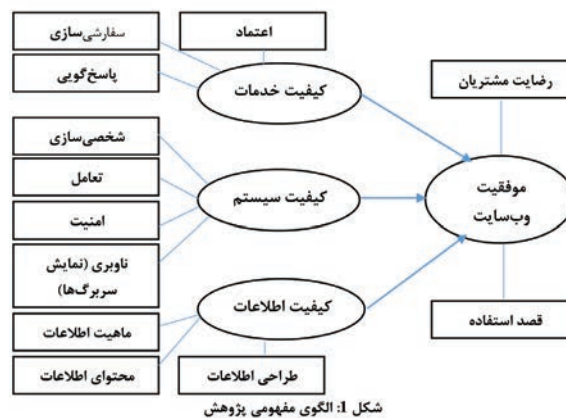 سفارشی‌سازی
اعتماد
پاسخ‌گویی
کیفیت خدمات
رضایت مشتریان
شخصی‌سازی
تعامل
کیفیت سیستم
موفقیت
وب‌سایت
امنیت
ناوبری (نمایش
سربرگ‌ها)
کیفیت اطلاعات
قصد استفاده
ماهیت اطلاعات
محتوای اطلاعات
طراحی اطلاعات
شکل 1: الگوی مفهومی پژوهش